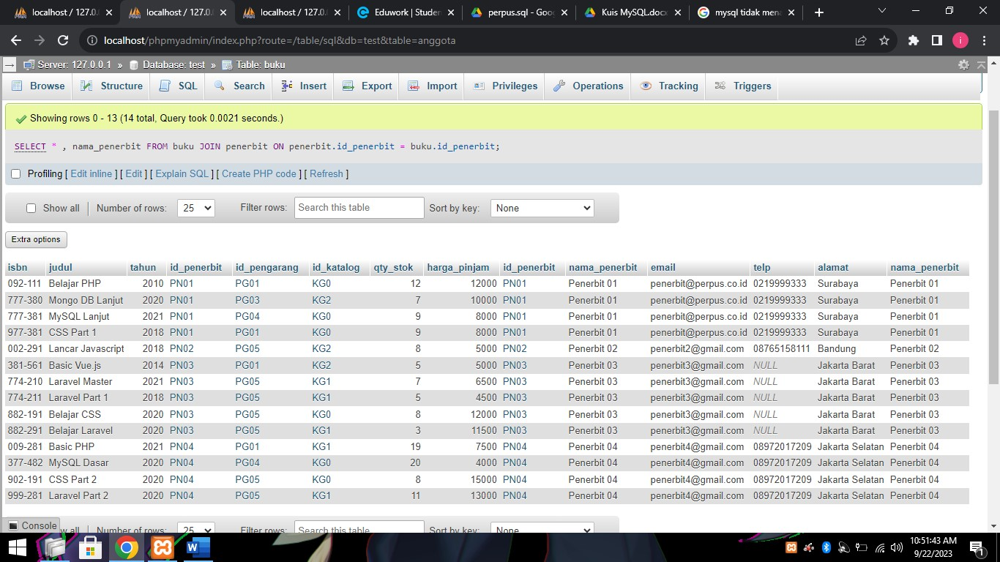 localhost / 127.0. localhost / 127.0. localhost / 127.0. Eduwork | Studen perpus.sql - Goog Kuis MySQL.docx mysql tidak mena
localhost/phpmyadmin/index.php?route=/table/sql&db=test&table=anggota
Server: 127.0.0.1 » Database: test » Table: buku
Browse Structure SQL Search Insert Export Import Privileges Operations Tracking Triggers
Showing rows 0 - 13 (14 total, Query took 0.0021 seconds.)
SELECT * , nama_penerbit FROM buku JOIN penerbit ON penerbit.id_penerbit = buku.id_penerbit;
Profiling [ Edit inline ] [ Edit ] [ Explain SQL ] [ Create PHP code ] [ Refresh ]
Show all | Number of rows: 25 Filter rows: Search this table Sort by key: None
Extra options
isbn judul tahun id_penerbit id_pengarang id_katalog qty_stok harga_pinjam id_penerbit nama_penerbit email telp alamat nama_penerbit
092-111 Belajar PHP 2010 PN01 PG01 KG0 12 12000 PN01 Penerbit 01 penerbit@perpus.co.id 0219999333 Surabaya Penerbit 01
777-380 Mongo DB Lanjut 2020 PN01 PG03 KG2 7 10000 PN01 Penerbit 01 penerbit@perpus.co.id 0219999333 Surabaya Penerbit 01
777-381 MySQL Lanjut 2021 PN01 PG04 KG0 9 8000 PN01 Penerbit 01 penerbit@perpus.co.id 0219999333 Surabaya Penerbit 01
977-381 CSS Part 1 2018 PN01 PG01 KG0 9 8000 PN01 Penerbit 01 penerbit@perpus.co.id 0219999333 Surabaya Penerbit 01
002-291 Lancar Javascript 2018 PN02 PG05 KG2 8 5000 PN02 Penerbit 02 penerbit2@gmail.com 08765158111 Bandung Penerbit 02
381-561 Basic Vue.js 2014 PN03 PG01 KG2 5 5000 PN03 Penerbit 03 penerbit3@gmail.com NULL Jakarta Barat Penerbit 03
774-210 Laravel Master 2021 PN03 PG05 KG1 7 6500 PN03 Penerbit 03 penerbit3@gmail.com NULL Jakarta Barat Penerbit 03
774-211 Laravel Part 1 2018 PN03 PG05 KG1 5 4500 PN03 Penerbit 03 penerbit3@gmail.com NULL Jakarta Barat Penerbit 03
882-191 Belajar CSS 2020 PN03 PG05 KG0 8 12000 PN03 Penerbit 03 penerbit3@gmail.com NULL Jakarta Barat Penerbit 03
882-291 Belajar Laravel 2020 PN03 PG05 KG1 3 11500 PN03 Penerbit 03 penerbit3@gmail.com NULL Jakarta Barat Penerbit 03
009-281 Basic PHP 2021 PN04 PG01 KG1 19 7500 PN04 Penerbit 04 penerbit4@gmail.com 08972017209 Jakarta Selatan Penerbit 04
377-482 MySQL Dasar 2020 PN04 PG04 KG0 20 4000 PN04 Penerbit 04 penerbit4@gmail.com 08972017209 Jakarta Selatan Penerbit 04
902-191 CSS Part 2 2020 PN04 PG05 KG0 8 15000 PN04 Penerbit 04 penerbit4@gmail.com 08972017209 Jakarta Selatan Penerbit 04
999-281 Laravel Part 2 2020 PN04 PG05 KG1 11 13000 PN04 Penerbit 04 penerbit4@gmail.com 08972017209 Jakarta Selatan Penerbit 04
Console w all | Number of rows: 25 Filter rows: Search this table Sort by key: None
10:51:43 AM
9/22/2023